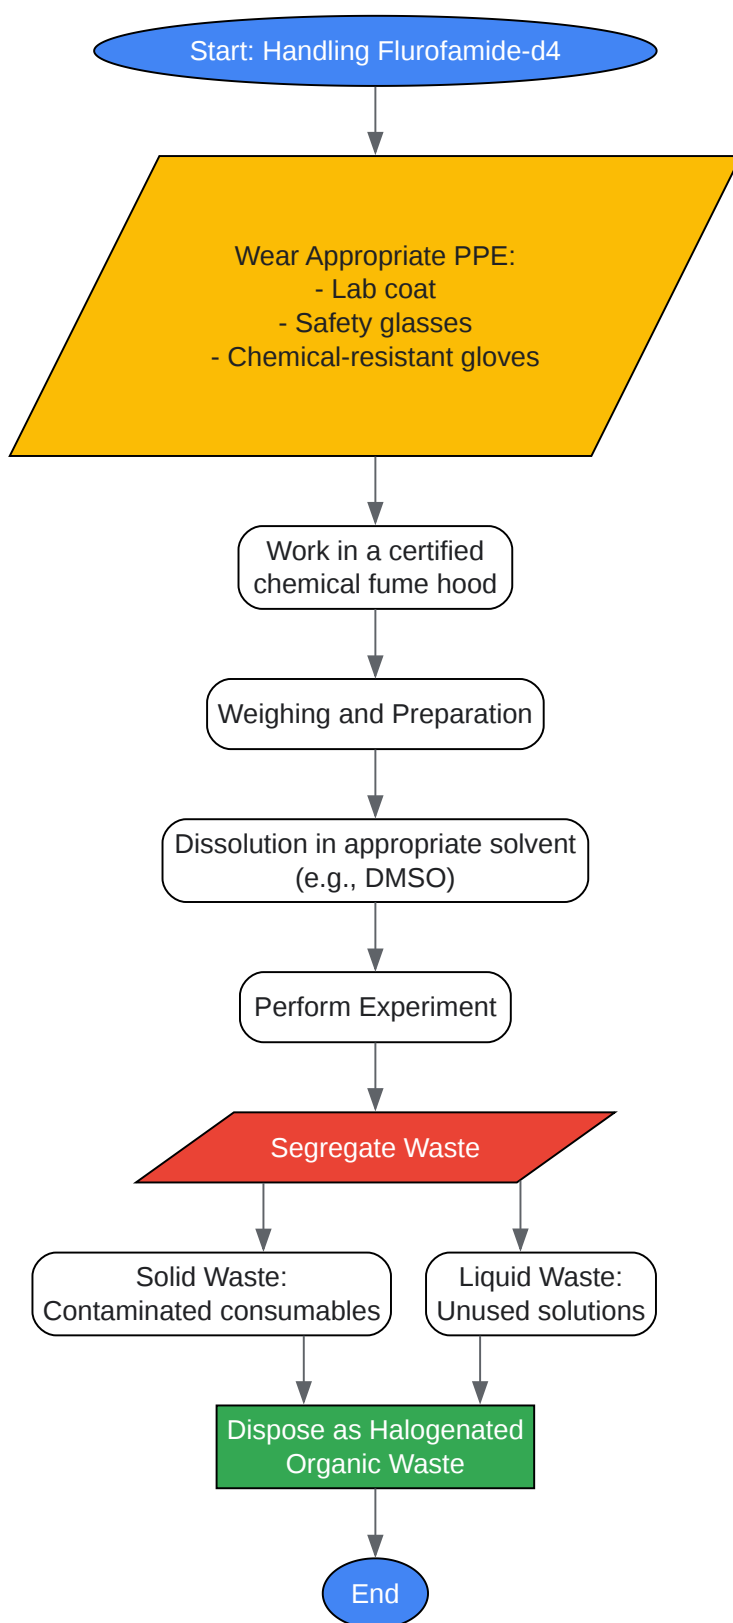 Start: Handling Flurofamide-d4
Wear Appropriate PPE:
- Lab coat
- Safety glasses
- Chemical-resistant gloves
Work in a certified
chemical fume hood
Weighing and Preparation
Dissolution in appropriate solvent
(e.g., DMSO)
Perform Experiment
Segregate Waste
Solid Waste:
Contaminated consumables
Liquid Waste:
Unused solutions
Dispose as Halogenated
Organic Waste
End